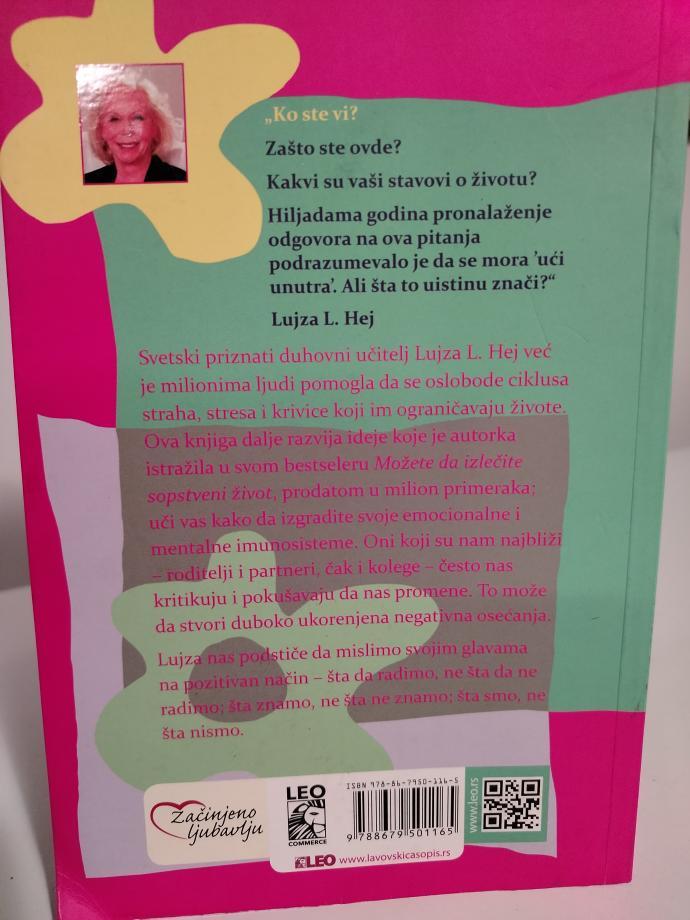 „Ko ste vi?
Zašto ste ovde?
Kakvi su vaši stavovi o životu?
Hiljadama godina pronalaženje
odgovora na ova pitanja
podrazumevalo je da se mora 'ući
unutra'. Ali šta to uistinu znači?“
Lujza L. Hej
Svetski priznati duhovni učitelj Lujza L. Hej već
je milionima ljudi pomogla da se oslobode ciklusa
straha, stresa i krivice koji im ograničavaju živote.
Ova knjiga dalje razvija ideje koje je autorka
istražila u svom bestseleru Možete da izlečite
sopstveni život, prodatom u milion primeraka;
uči vas kako da izgradite svoje emocionalne i
mentalne imunosisteme. Oni koji su nam najbliži
– roditelji i partneri, čak i kolege – često nas
kritikuju i pokušavaju da nas promene. To može
da stvori duboko ukorenjena negativna osećanja.
Lujza nas podstiče da mislimo svojim glavama
na pozitivan način – šta da radimo, ne šta da ne
radimo; šta znamo, ne šta ne znamo; šta smo, ne
šta nismo.
Začinjeno
ljubavlju
LEO
COMMERCE
ISBN 978-86-7950-116-5
9 788679 501165
LEO www.lavovskicasopis.rs
www.leo.rs